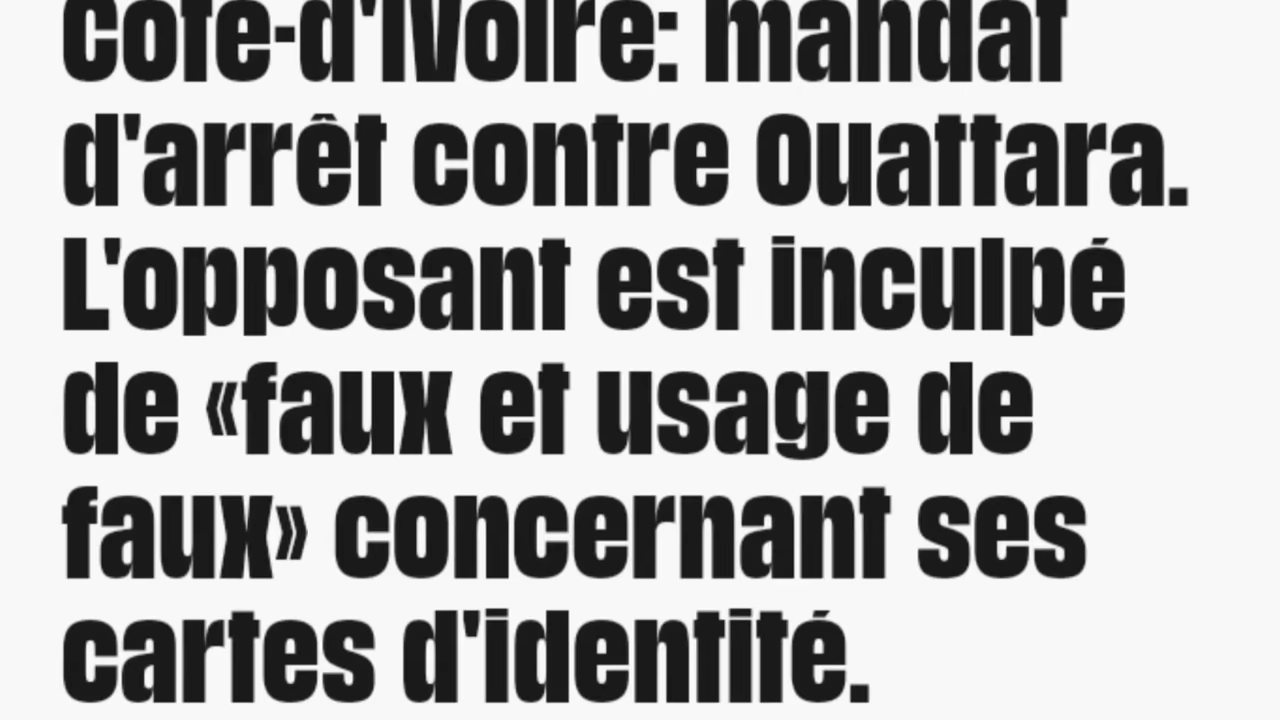 Côte-d'Ivoire: mandat
d'arrêt contre Ouattara.
L'opposant est inculpé
de «faux et usage de
faux» concernant ses
cartes d'identité.